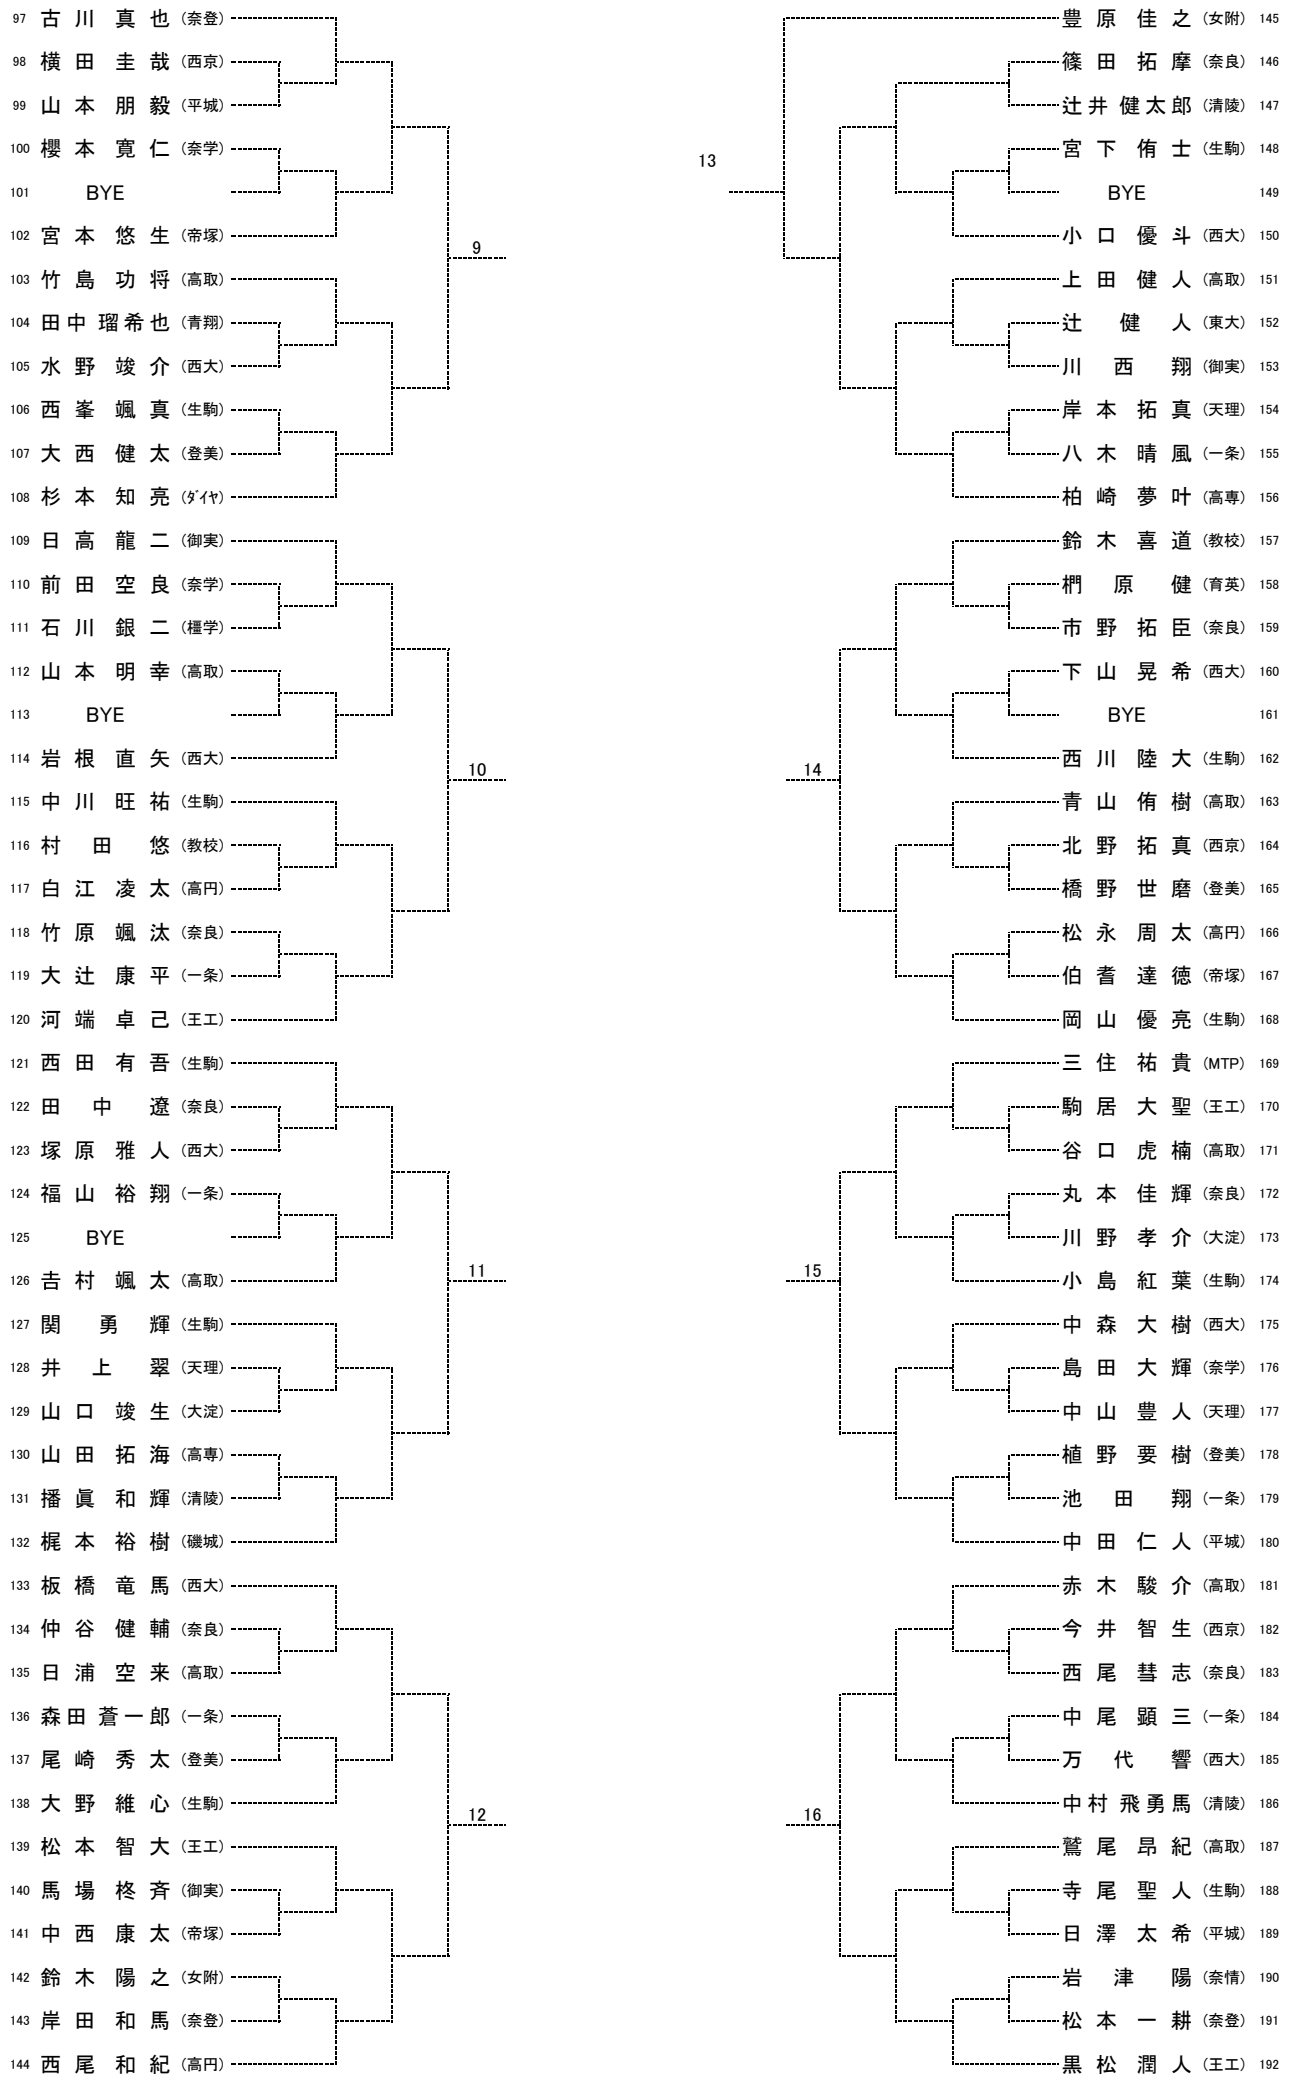 97 古川 真也 (奈登)
98 横田 圭哉 (西京)
99 山本 朋毅 (平城)
100 櫻本 寛仁 (奈学)
101 BYE
102 宮本 悠生 (帝塚)
9
103 竹島 功将 (高取)
104 田中 瑠希也 (青翔)
105 水野 竣介 (西大)
106 西峯 颯真 (生駒)
107 大西 健太 (登美)
108 杉本 知亮 (ダイヤ)
109 日高 龍二 (御実)
110 前田 空良 (奈学)
111 石川 銀二 (橿学)
112 山本 明幸 (高取)
113 BYE
114 岩根 直矢 (西大)
10
115 中川 旺祐 (生駒)
116 村田 悠 (教校)
117 白江 凌太 (高円)
118 竹原 颯汰 (奈良)
119 大辻 康平 (一条)
120 河端 卓己 (王工)
121 西田 有吾 (生駒)
122 田中 遼 (奈良)
123 塚原 雅人 (西大)
124 福山 裕翔 (一条)
125 BYE
126 吉村 颯太 (高取)
11
127 関 勇輝 (生駒)
128 井上 翠 (天理)
129 山口 竣生 (大淀)
130 山田 拓海 (高専)
131 播眞 和輝 (清陵)
132 梶本 裕樹 (磯城)
133 板橋 竜馬 (西大)
134 仲谷 健輔 (奈良)
135 日浦 空来 (高取)
136 森田 蒼一郎 (一条)
137 尾崎 秀太 (登美)
138 大野 維心 (生駒)
12
139 松本 智大 (王工)
140 馬場 柊斉 (御実)
141 中西 康太 (帝塚)
142 鈴木 陽之 (女附)
143 岸田 和馬 (奈登)
144 西尾 和紀 (高円)
豊原 佳之 (女附) 145
篠田 拓摩 (奈良) 146
辻井 健太郎 (清陵) 147
宮下 侑士 (生駒) 148
13
BYE 149
小口 優斗 (西大) 150
上田 健人 (高取) 151
辻 健人 (東大) 152
川西 翔 (御実) 153
岸本 拓真 (天理) 154
八木 晴風 (一条) 155
柏崎 夢叶 (高専) 156
鈴木 喜道 (教校) 157
椚原 健 (育英) 158
市野 拓臣 (奈良) 159
下山 晃希 (西大) 160
BYE 161
西川 陸大 (生駒) 162
14
青山 侑樹 (高取) 163
北野 拓真 (西京) 164
橋野 世磨 (登美) 165
松永 周太 (高円) 166
伯耆 達徳 (帝塚) 167
岡山 優亮 (生駒) 168
三住 祐貴 (MTP) 169
駒居 大聖 (王工) 170
谷口 虎楠 (高取) 171
丸本 佳輝 (奈良) 172
川野 孝介 (大淀) 173
小島 紅葉 (生駒) 174
15
中森 大樹 (西大) 175
島田 大輝 (奈学) 176
中山 豊人 (天理) 177
植野 要樹 (登美) 178
池田 翔 (一条) 179
中田 仁人 (平城) 180
赤木 駿介 (高取) 181
今井 智生 (西京) 182
西尾 彗志 (奈良) 183
中尾 顕三 (一条) 184
万代 響 (西大) 185
中村 飛勇馬 (清陵) 186
16
鷲尾 昂紀 (高取) 187
寺尾 聖人 (生駒) 188
日澤 太希 (平城) 189
岩津 陽 (奈情) 190
松本 一耕 (奈登) 191
黒松 潤人 (王工) 192